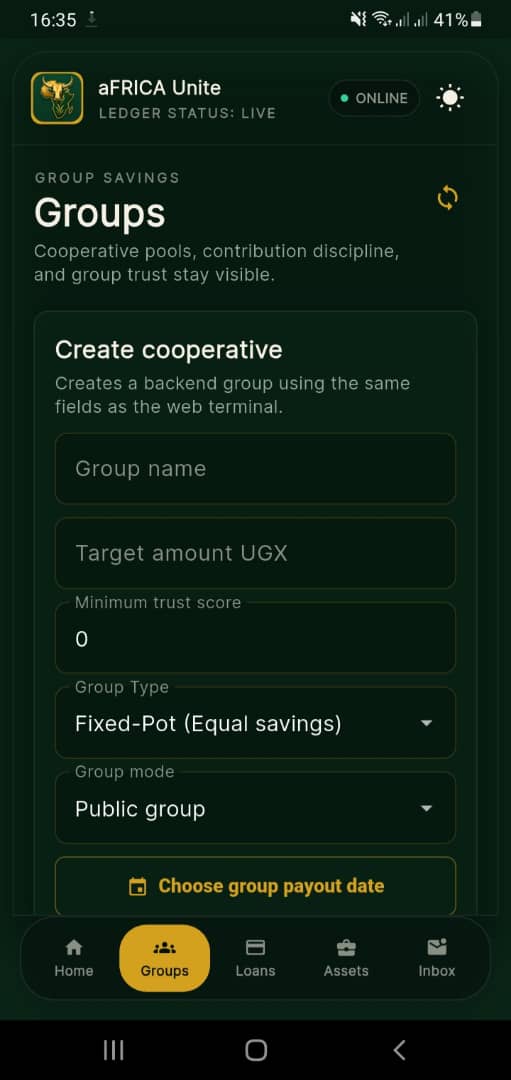 16:35
41%
aFRICA Unite
LEDGER STATUS: LIVE
ONLINE
GROUP SAVINGS
Groups
Cooperative pools, contribution discipline,
and group trust stay visible.
Create cooperative
Creates a backend group using the same
fields as the web terminal.
Group name
Target amount UGX
Minimum trust score
0
Group Type
Fixed-Pot (Equal savings)
Group mode
Public group
Choose group payout date
Home
Groups
Loans
Assets
Inbox